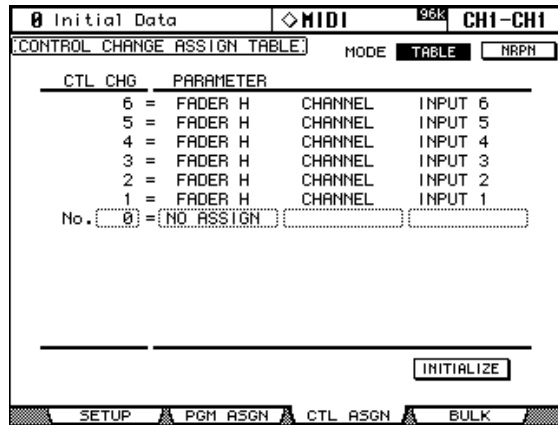 0 Initial Data ◇MIDI 96k CH1-CH1
CONTROL CHANGE ASSIGN TABLE MODE TABLE NRPN
CTL CHG PARAMETER
6 = FADER H CHANNEL INPUT 6
5 = FADER H CHANNEL INPUT 5
4 = FADER H CHANNEL INPUT 4
3 = FADER H CHANNEL INPUT 3
2 = FADER H CHANNEL INPUT 2
1 = FADER H CHANNEL INPUT 1
No. 0 = NO ASSIGN
INITIALIZE
SETUP PGM ASGN CTL ASGN BULK